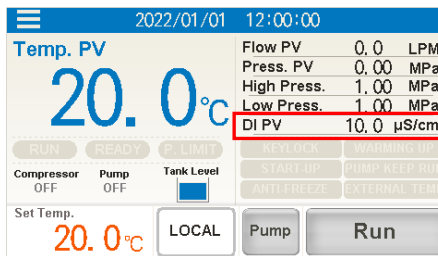 2022/01/01 12:00:00
Temp. PV
20.0℃
Flow PV 0.0 LPM
Press. PV 0.00 MPa
High Press. 1.00 MPa
Low Press. 1.00 MPa
DI PV 10.0 µS/cm
RUN READY P. LIMIT
KEYLOCK WARMING UP
START-UP PUMP KEEP RUN
ANTI FREEZE EXTERNAL TEMP
Compressor Pump Tank Level
OFF OFF
Set Temp.
20.0℃
LOCAL
Pump
Run